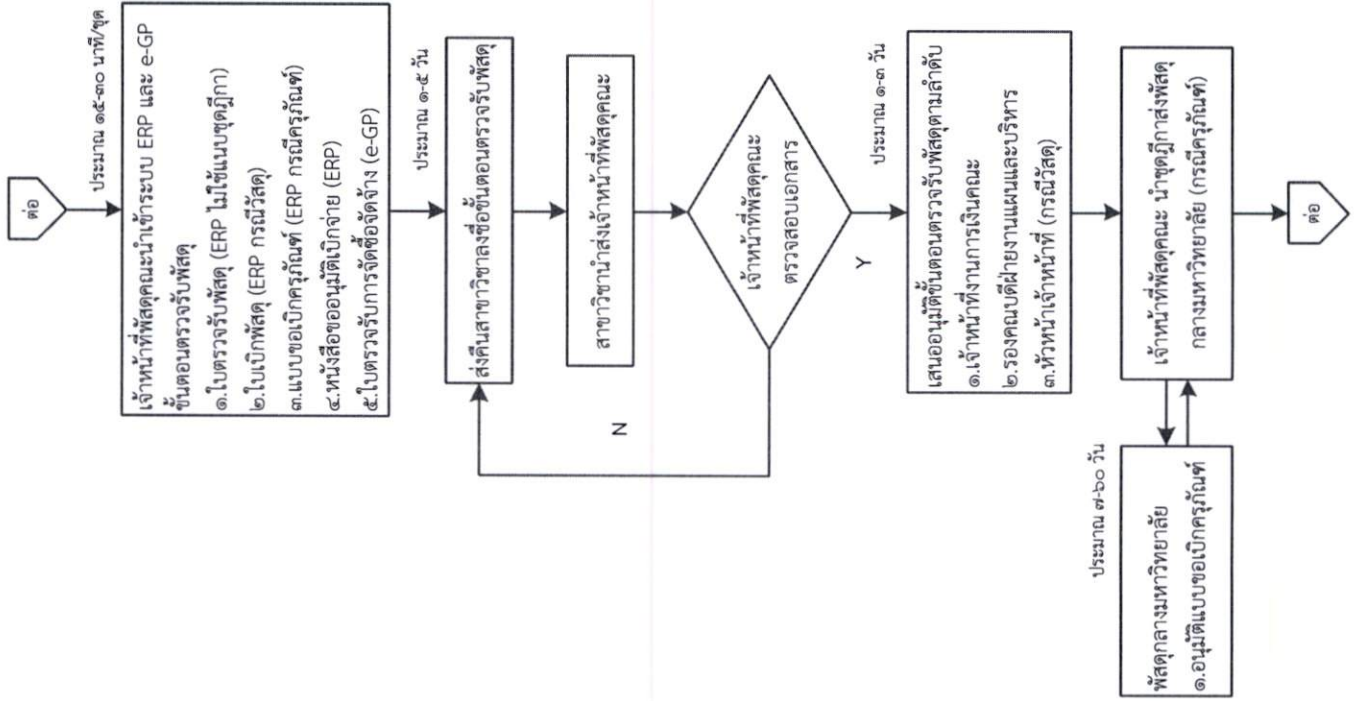 ต่อ
ประมาณ ๑๕-๓๐ นาที/ชุด
เจ้าหน้าที่พัสดุคณะนำเข้าระบบ ERP และ e-GP
ขั้นตอนตรวจรับพัสดุ
๑.ใบตรวจรับพัสดุ (ERP ไม่ใช้แนบชุดฎีกา)
๒.ใบเบิกพัสดุ (ERP กรณีวัสดุ)
๓.แบบขอเบิกครุภัณฑ์ (ERP กรณีครุภัณฑ์)
๔.หนังสือขออนุมัติเบิกจ่าย (ERP)
๕.ใบตรวจรับการจัดซื้อจัดจ้าง (e-GP)
ประมาณ ๑-๕ วัน
ส่งคืนสาขาวิชาลงชื่อขั้นตอนตรวจรับพัสดุ
สาขาวิชานำส่งเจ้าหน้าที่พัสดุคณะ
เจ้าหน้าที่พัสดุคณะ
ตรวจสอบเอกสาร
N
Y
ประมาณ ๑-๓ วัน
เสนออนุมัติขั้นตอนตรวจรับพัสดุตามลำดับ
๑.เจ้าหน้าที่งานการเงินคณะ
๒.รองคณบดีฝ่ายงานแผนและบริหาร
๓.หัวหน้าเจ้าหน้าที่ (กรณีวัสดุ)
เจ้าหน้าที่พัสดุคณะ นำชุดฎีกาส่งพัสดุ
กลางมหาวิทยาลัย (กรณีครุภัณฑ์)
ประมาณ ๗-๖๐ วัน
พัสดุกลางมหาวิทยาลัย
๑.อนุมัติแบบขอเบิกครุภัณฑ์
ต่อ